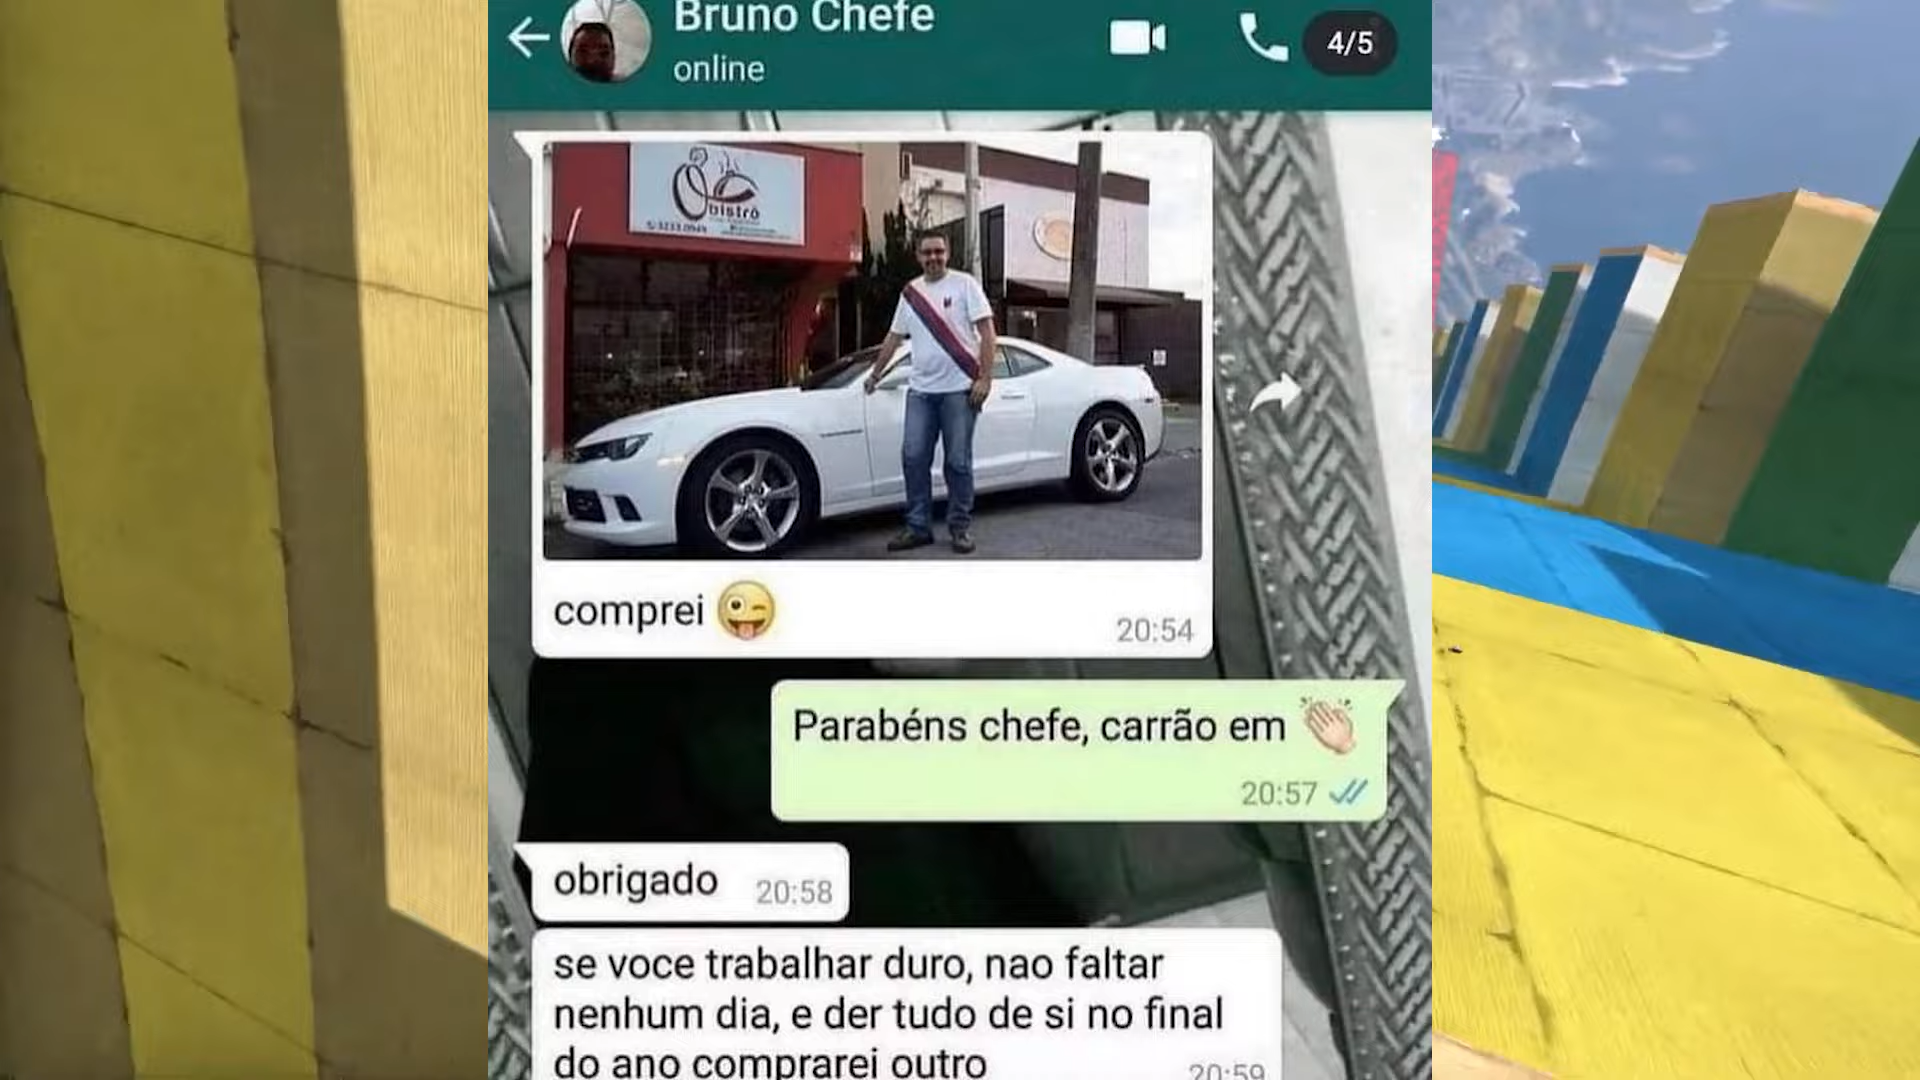 Bruno Chefe
online
4/5
bistrô
3233.0949
comprei 😜
20:54
Parabéns chefe, carrão em 👏
20:57
obrigado
20:58
se voce trabalhar duro, nao faltar
nenhum dia, e der tudo de si no final
do ano comprarei outro
20:59